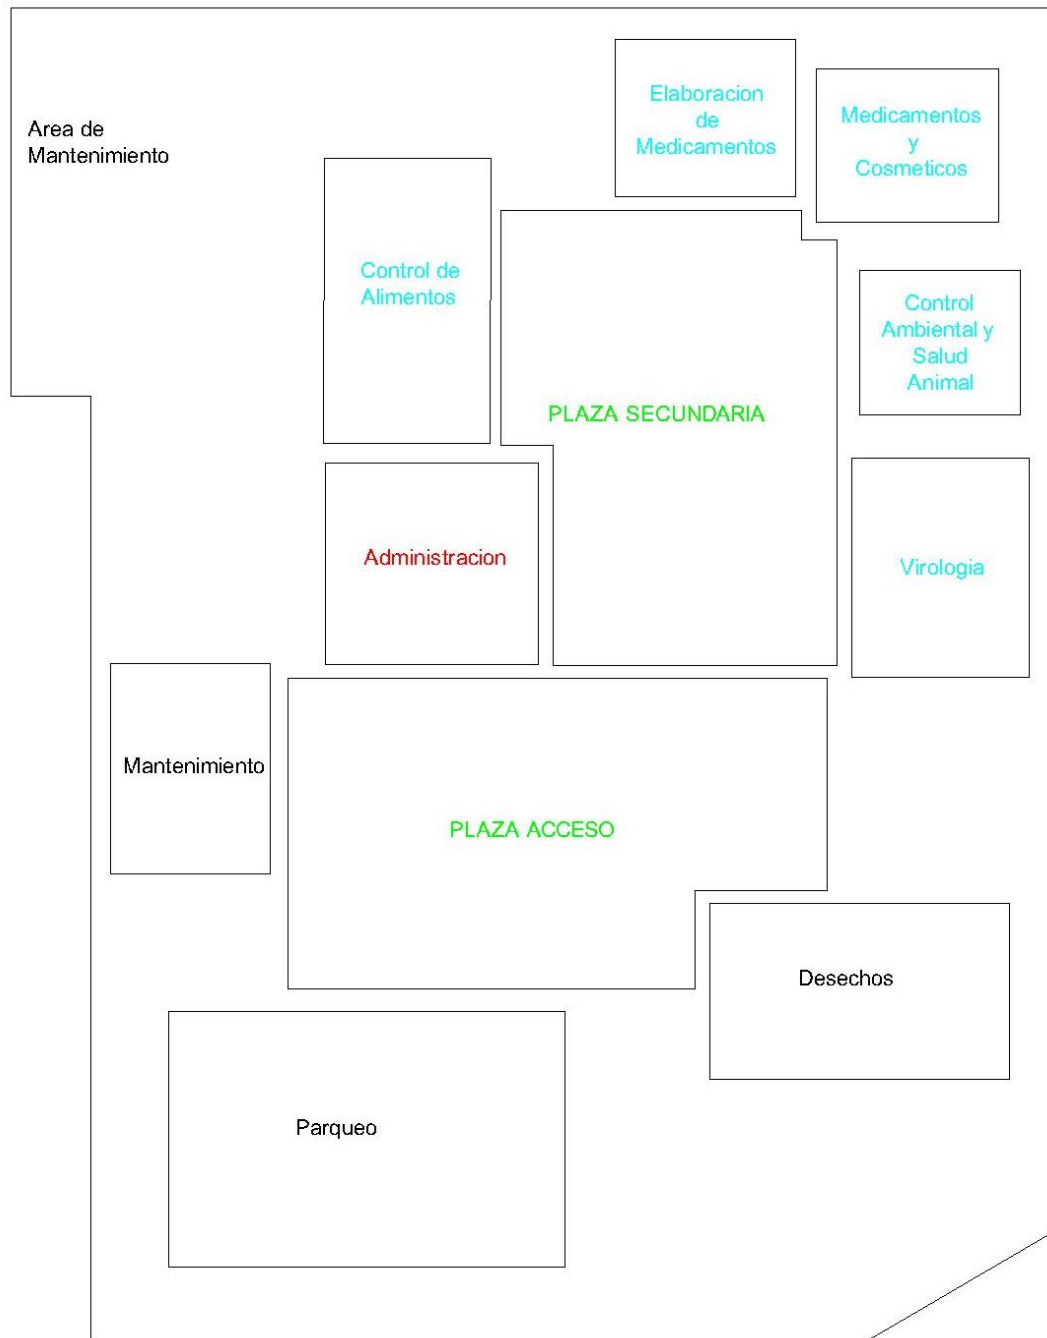 Elaboracion
de
Medicamentos
Medicamentos
y
Cosmeticos
Area de
Mantenimiento
Control de
Alimentos
Control
Ambiental y
Salud
Animal
PLAZA SECUNDARIA
Administracion
Virologia
Mantenimiento
PLAZA ACCESO
Desechos
Parqueo